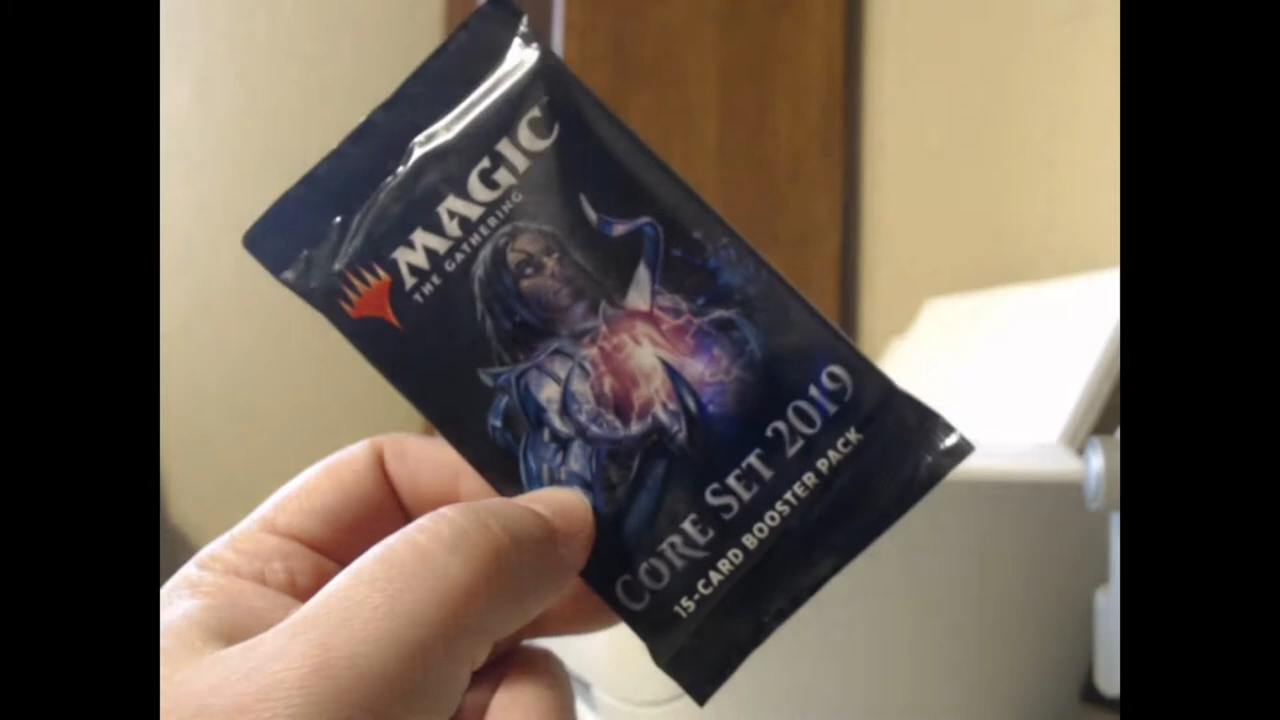 MAGIC
THE GATHERING
CORE SET 2019
15-CARD BOOSTER PACK